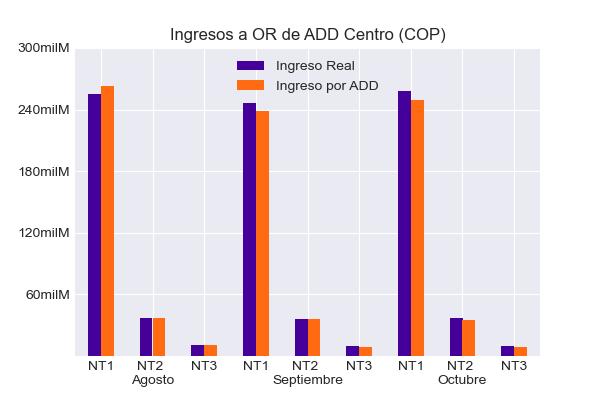 Ingresos a OR de ADD Centro (COP)
300milM
240milM
180milM
120milM
60milM
Ingreso Real
Ingreso por ADD
NT1 NT2 NT3 NT1 NT2 NT3 NT1 NT2 NT3
Agosto Septiembre Octubre